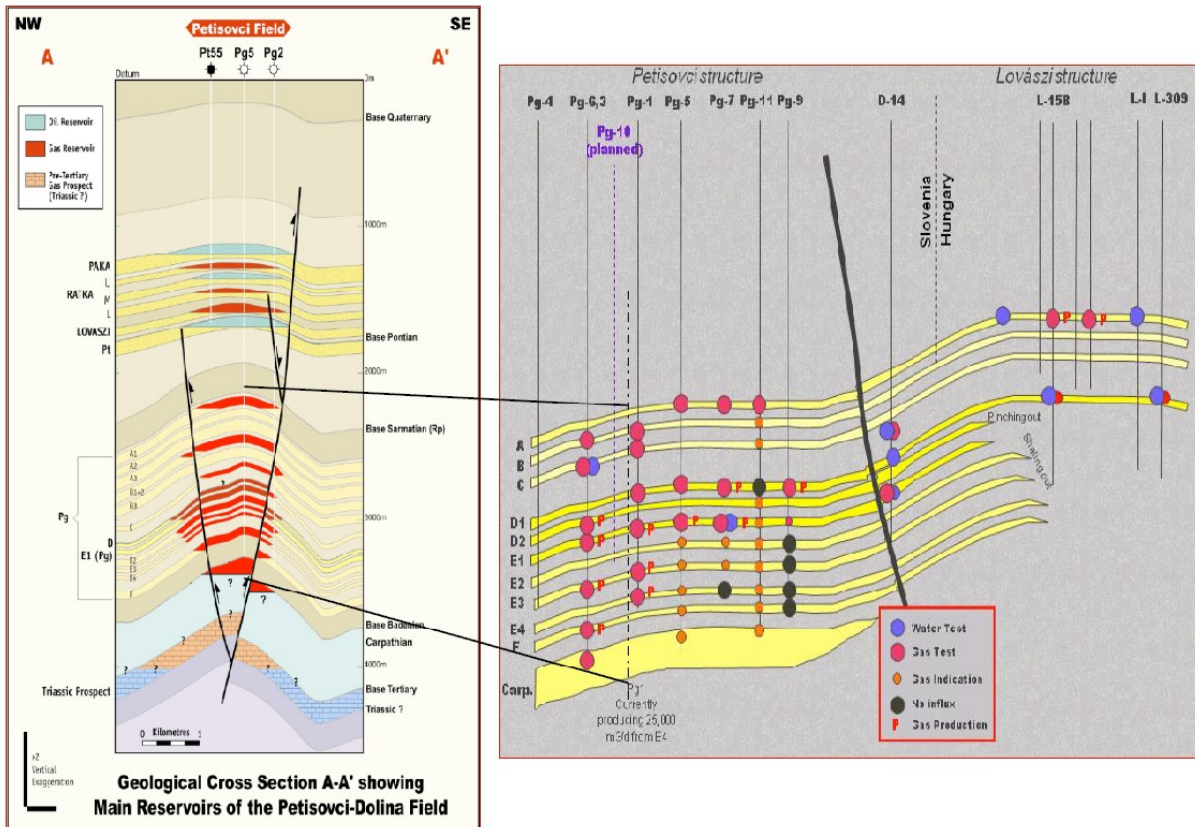 NW
Petisovci Field
SE
A
Pt55
Pg5
Pg2
A'
Datum
0m
Oil Reservoir
Gas Reservoir
Pre-Tertiary
Gas Prospect
(Triassic ?)
Base Quaternary
1000m
PAKA
L
RATKA
M
L
LOVASZI
Pt
Base Pontian
2000m
Base Sarmatian (Rp)
A1
A2
A3
?
B1+2
B3
Pg
C
3000m
D
E1 (Pg)
E2
E3
E4
F
?
?
?
?
Base Badenian
Carpathian
?
?
4000m
? ?
?
?
Triassic Prospect
Base Tertiary
Triassic ?
0 Kilometres 1
x2
Vertical
Exaggeration
Geological Cross Section A-A' showing
Main Reservoirs of the Petisovci-Dolina Field
Petisovci structure
Lovászi structure
Pg-4
Pg-6,3
Pg-1
Pg-5
Pg-7
Pg-11
Pg-9
D-14
L-15B
L-I
L-309
Pg-10
(planned)
Slovenia
Hungary
P
P
A
B
C
Pinching out
Shaling out
P
P
D1
P
P
P
P
D2
P
E1
E2
P
P
E3
P
E4
P
F
Carp.
Currently
producing 25,000
m3/d from E4
Water Test
Gas Test
Gas Indication
No influx
P
Gas Production